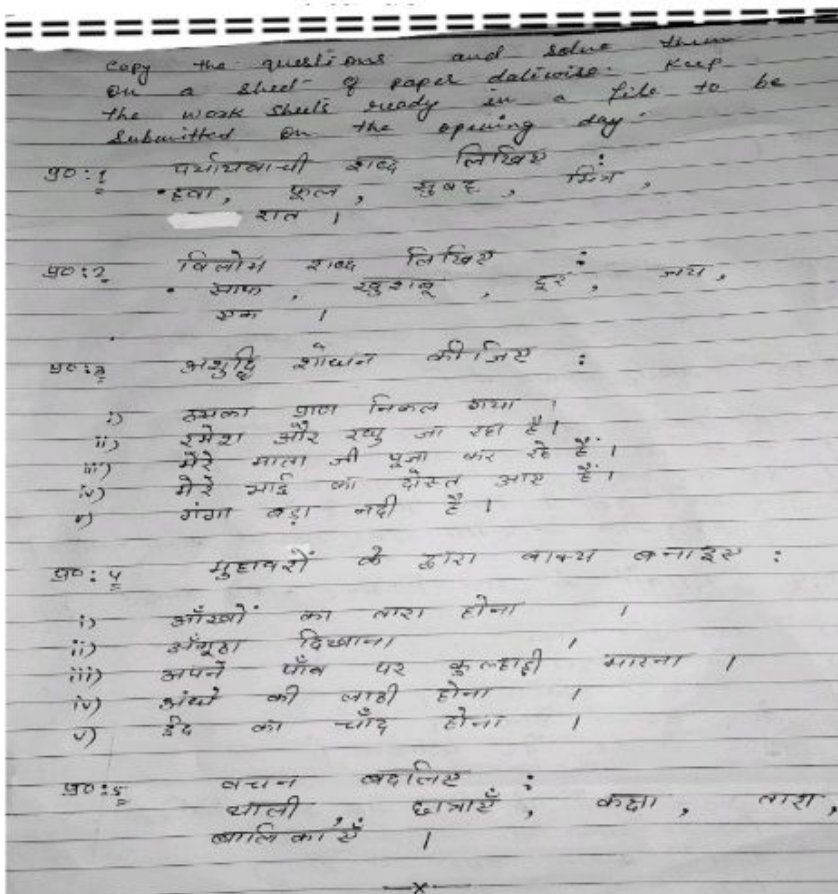 Copy the questions and solve them
on a sheet of paper datewise. Keep
the work sheets ready in a file to be
Submitted on the opening day.
प्र०:1 पर्यायवाची शब्द लिखिए :
• हवा, फूल, सुबह, मित्र,
रात ।
प्र०:2 विलोम शब्द लिखिए :
• साफ, खुशबू, दूर, जय,
एक ।
प्र०:3 अशुद्धि शोधन कीजिए :
i) उसका प्राण निकल गया ।
ii) रमेश और रघु जा रहा है ।
iii) मेरे माता जी पूजा कर रहे हैं ।
iv) मेरे भाई का दोस्त आए हैं ।
v) गंगा बड़ा नदी है ।
प्र०:4 मुहावरों के द्वारा वाक्य बनाइए :
i) आँखों का तारा होना ।
ii) अँगूठा दिखाना ।
iii) अपने पाँव पर कुल्हाड़ी मारना ।
iv) अंधे की लाठी होना ।
v) ईद का चाँद होना ।
प्र०:5 वचन बदलिए :
थाली, छात्राएँ, कक्षा, तारा,
बालिकाएँ ।
—x—